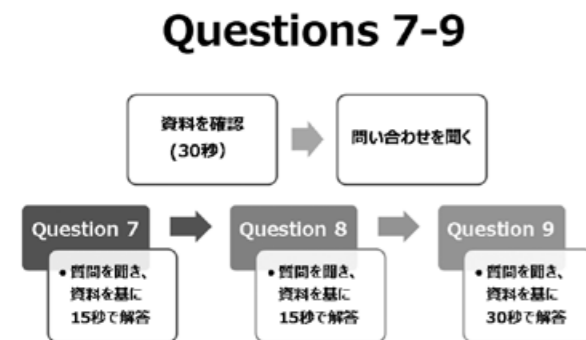 Questions 7-9
資料を確認
(30秒)
問い合わせを聞く
Question 7
• 質問を聞き、
資料を基に
15秒で解答
Question 8
• 質問を聞き、
資料を基に
15秒で解答
Question 9
• 質問を聞き、
資料を基に
30秒で解答